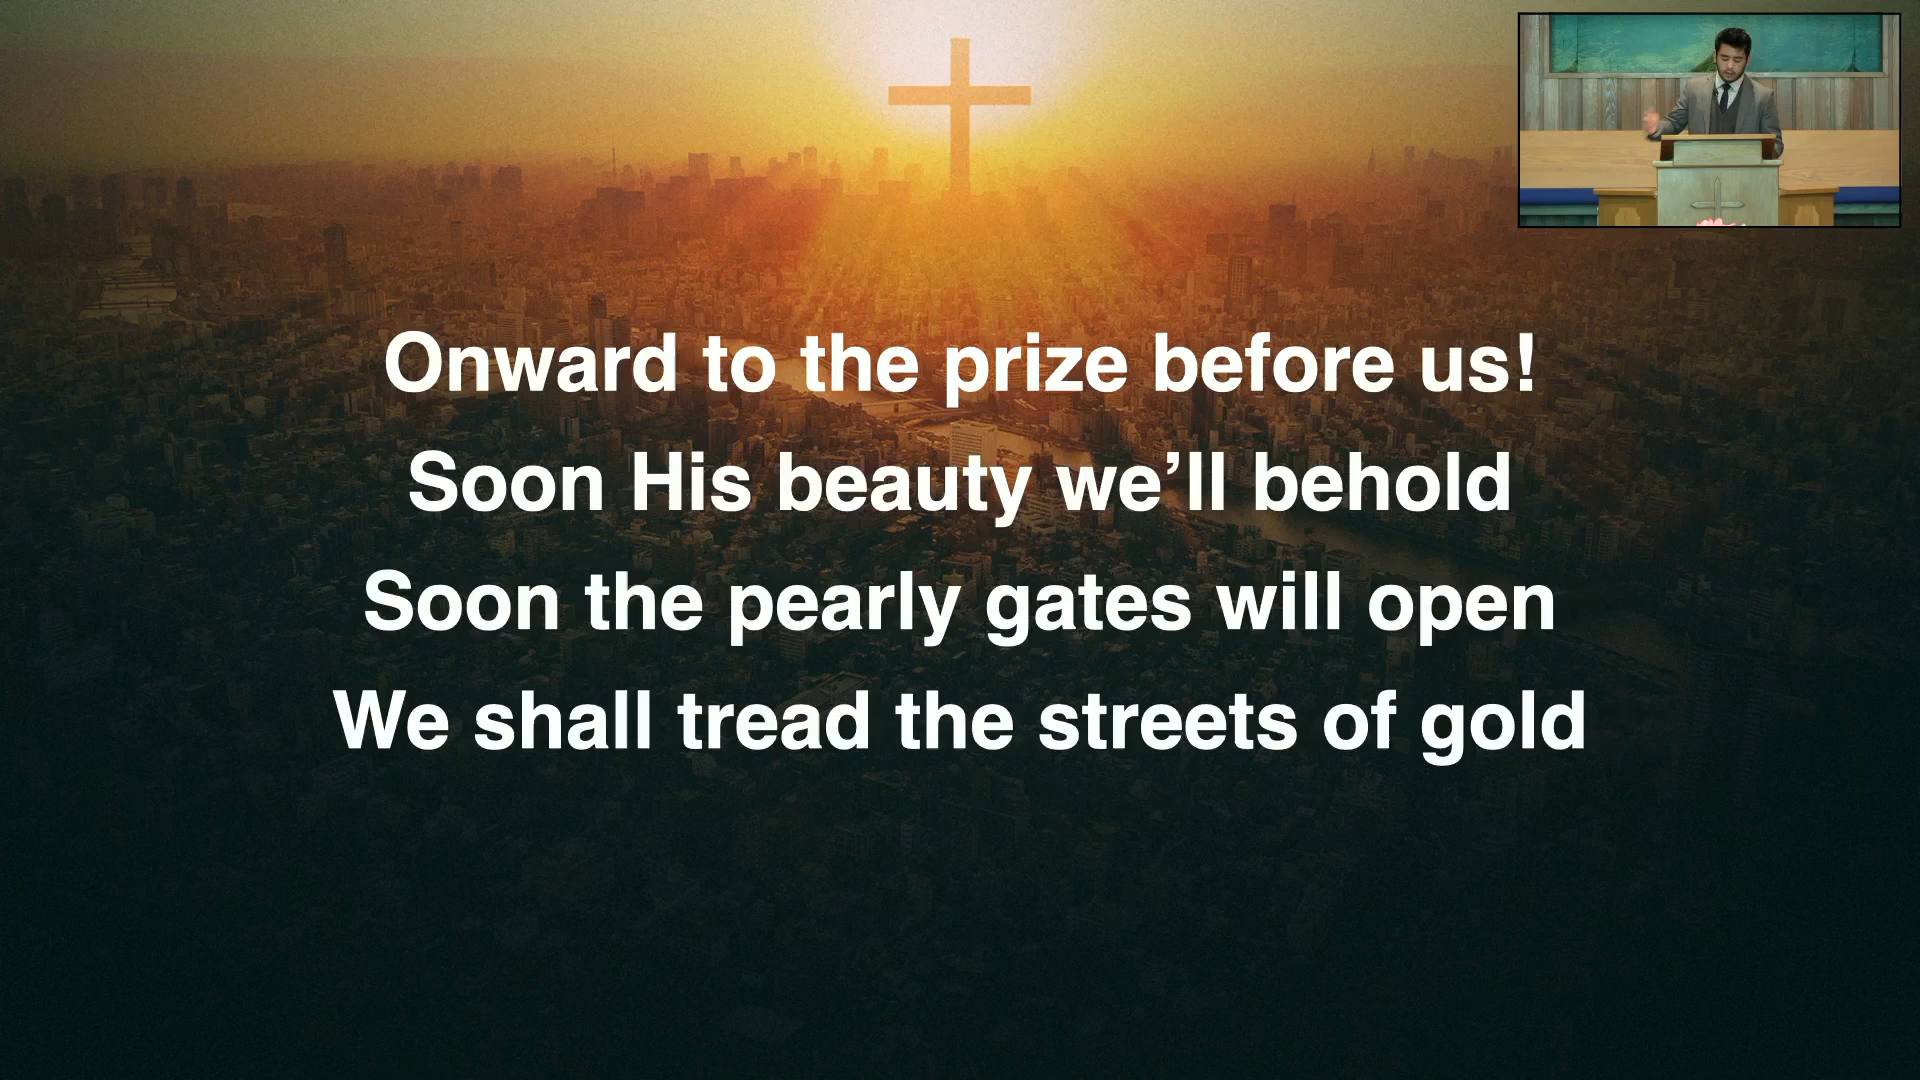 Onward to the prize before us!
Soon His beauty we’ll behold
Soon the pearly gates will open
We shall tread the streets of gold